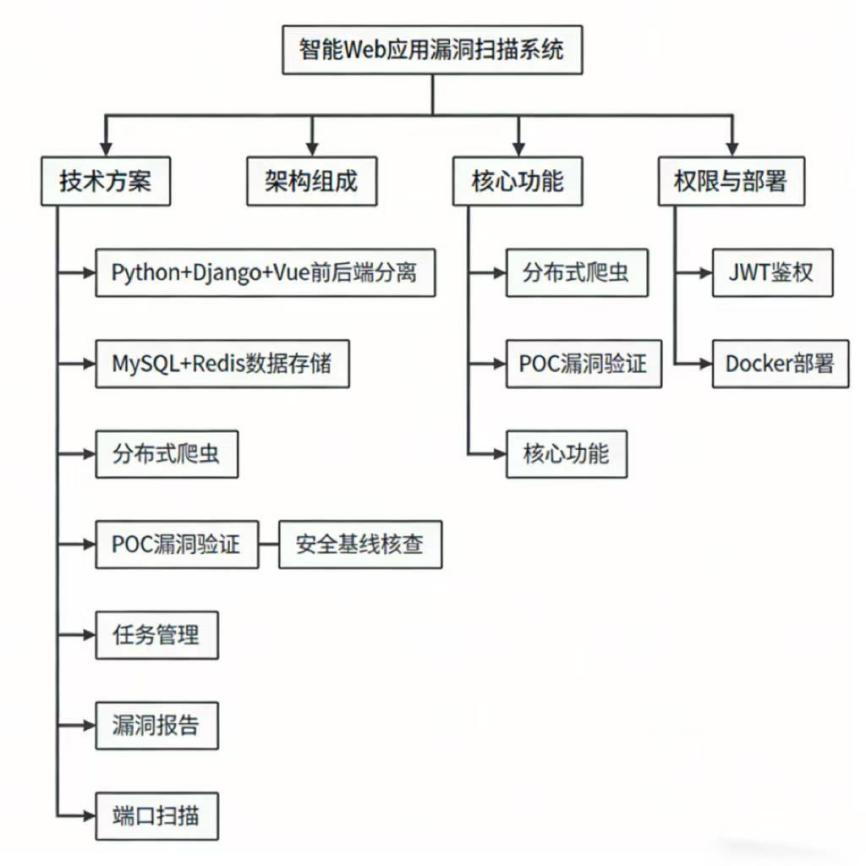 智能Web应用漏洞扫描系统
技术方案
架构组成
核心功能
权限与部署
Python+Django+Vue前后端分离
分布式爬虫
JWT鉴权
MySQL+Redis数据存储
POC漏洞验证
Docker部署
分布式爬虫
核心功能
POC漏洞验证
安全基线核查
任务管理
漏洞报告
端口扫描